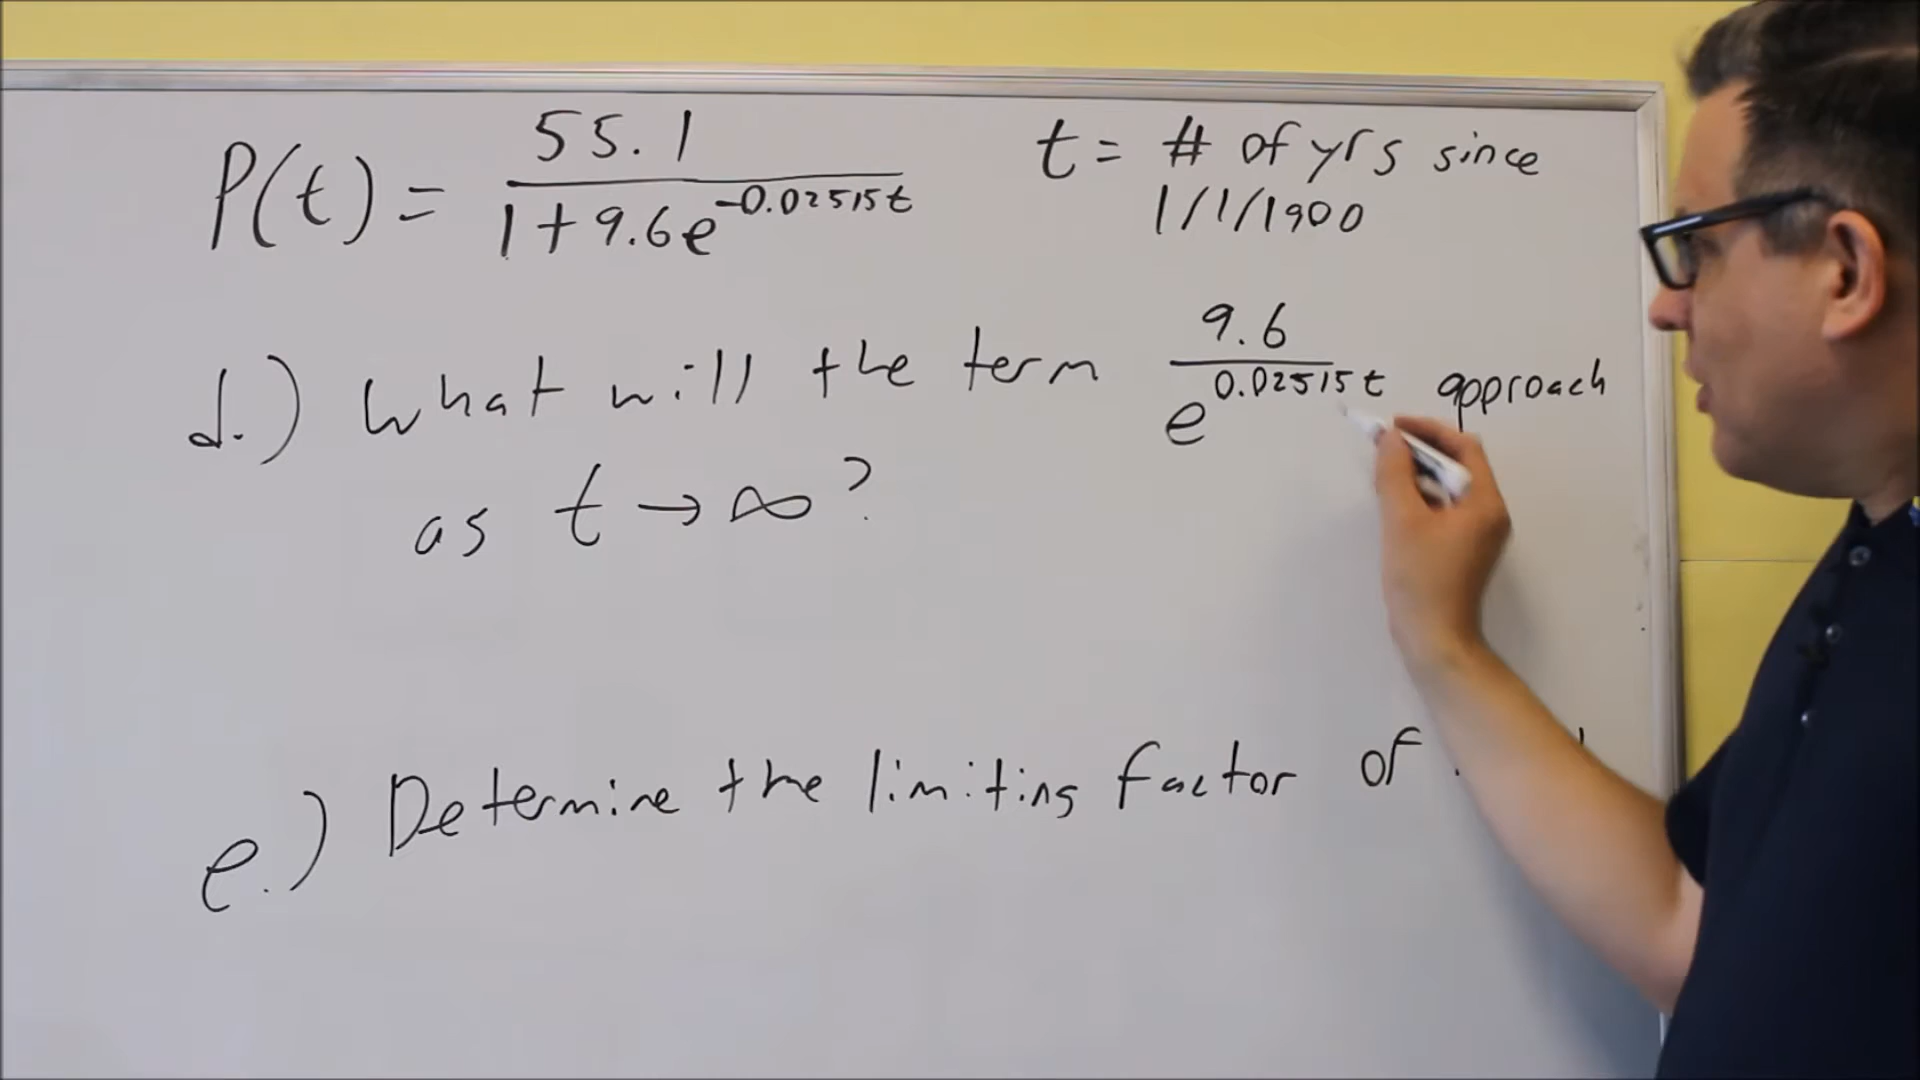 P(t) = 55.1 / 1 + 9.6e^-0.02515t
t = # of yrs since
1/1/1900
d.) What will the term 9.6 / e^0.02515t approach
as t → ∞ ?
e.) Determine the limiting factor of